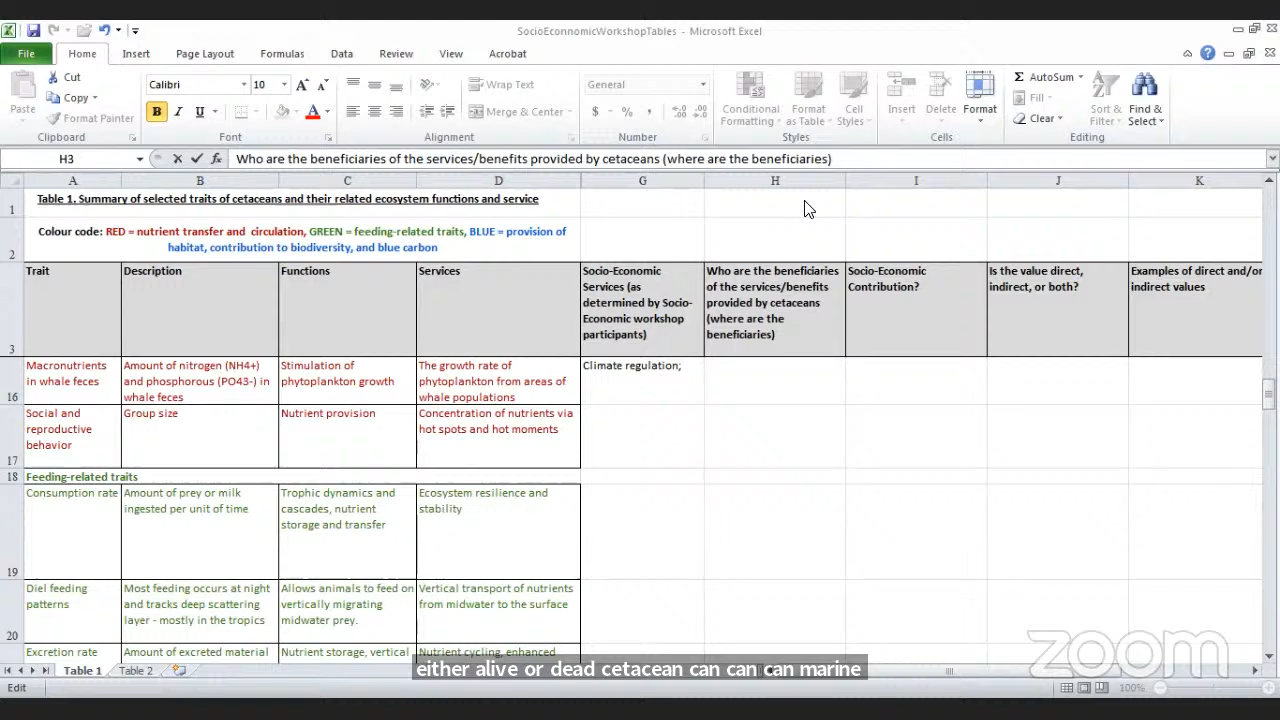 SocioEconnomicWorkshopTables - Microsoft Excel
File Home Insert Page Layout Formulas Data Review View Acrobat
Paste
Cut
Copy
Format Painter
Clipboard
Calibri 10
B I U
Font
Wrap Text
Merge & Center
Alignment
General
$ % ,
Number
Conditional Formatting
Format as Table
Cell Styles
Styles
Insert Delete Format
Cells
AutoSum
Fill
Clear
Sort & Filter
Find & Select
Editing
H3 fx Who are the beneficiaries of the services/benefits provided by cetaceans (where are the beneficiaries)
A B C D G H I J K
1
Table 1. Summary of selected traits of cetaceans and their related ecosystem functions and service
2
Colour code: RED = nutrient transfer and circulation, GREEN = feeding-related traits, BLUE = provision of
habitat, contribution to biodiversity, and blue carbon
3
Trait
Description
Functions
Services
Socio-Economic
Services (as
determined by Socio-
Economic workshop
participants)
Who are the beneficiaries
of the services/benefits
provided by cetaceans
(where are the
beneficiaries)
Socio-Economic
Contribution?
Is the value direct,
indirect, or both?
Examples of direct and/or
indirect values
16
Macronutrients
in whale feces
Amount of nitrogen (NH4+)
and phosphorous (PO43-) in
whale feces
Stimulation of
phytoplankton growth
The growth rate of
phytoplankton from areas of
whale populations
Climate regulation;
17
Social and
reproductive
behavior
Group size
Nutrient provision
Concentration of nutrients via
hot spots and hot moments
18
Feeding-related traits
19
Consumption rate
Amount of prey or milk
ingested per unit of time
Trophic dynamics and
cascades, nutrient
storage and transfer
Ecosystem resilience and
stability
20
Diel feeding
patterns
Most feeding occurs at night
and tracks deep scattering
layer - mostly in the tropics
Allows animals to feed on
vertically migrating
midwater prey.
Vertical transport of nutrients
from midwater to the surface
Excretion rate
Amount of excreted material
Nutrient storage, vertical
Nutrient cycling, enhanced
Table 1 Table 2
either alive or dead cetacean can can can marine
Edit
100%
zoom